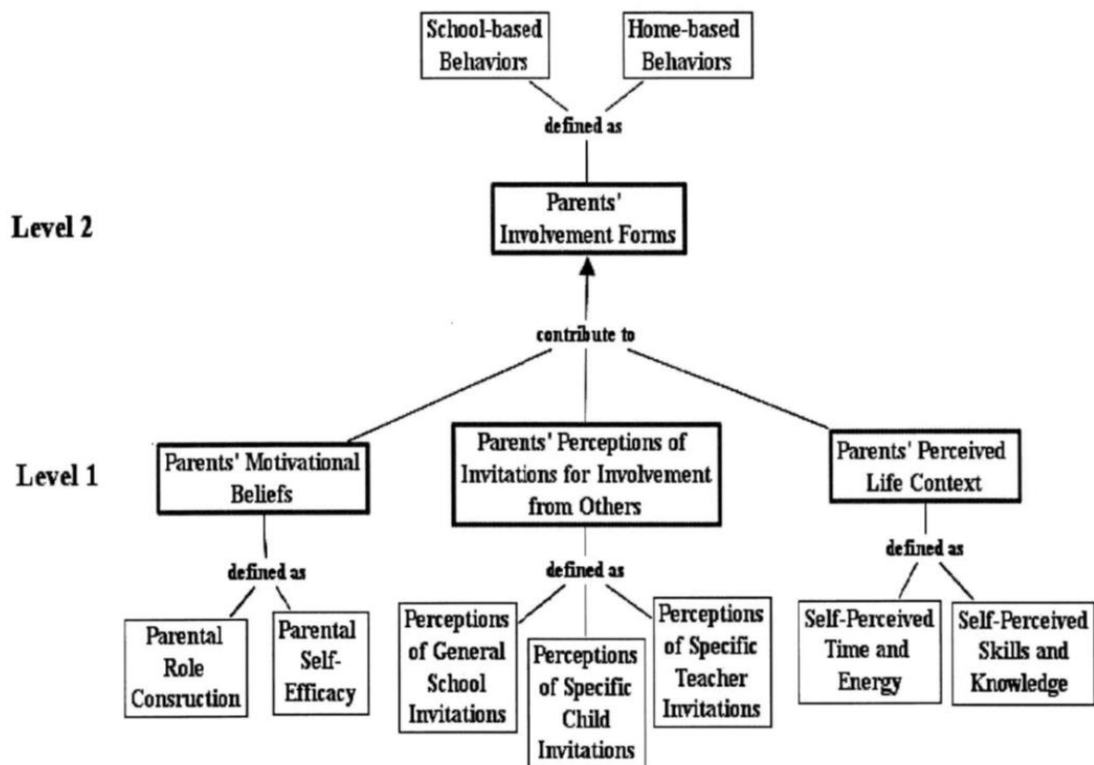 School-based
Behaviors
Home-based
Behaviors
defined as
Parents'
Involvement Forms
Level 2
contribute to
Level 1
Parents' Motivational
Beliefs
Parents' Perceptions of
Invitations for Involvement
from Others
Parents' Perceived
Life Context
defined as
defined as
defined as
Parental
Role
Consruction
Parental
Self-
Efficacy
Perceptions
of General
School
Invitations
Perceptions
of Specific
Child
Invitations
Perceptions
of Specific
Teacher
Invitations
Self-Perceived
Time and
Energy
Self-Perceived
Skills and
Knowledge